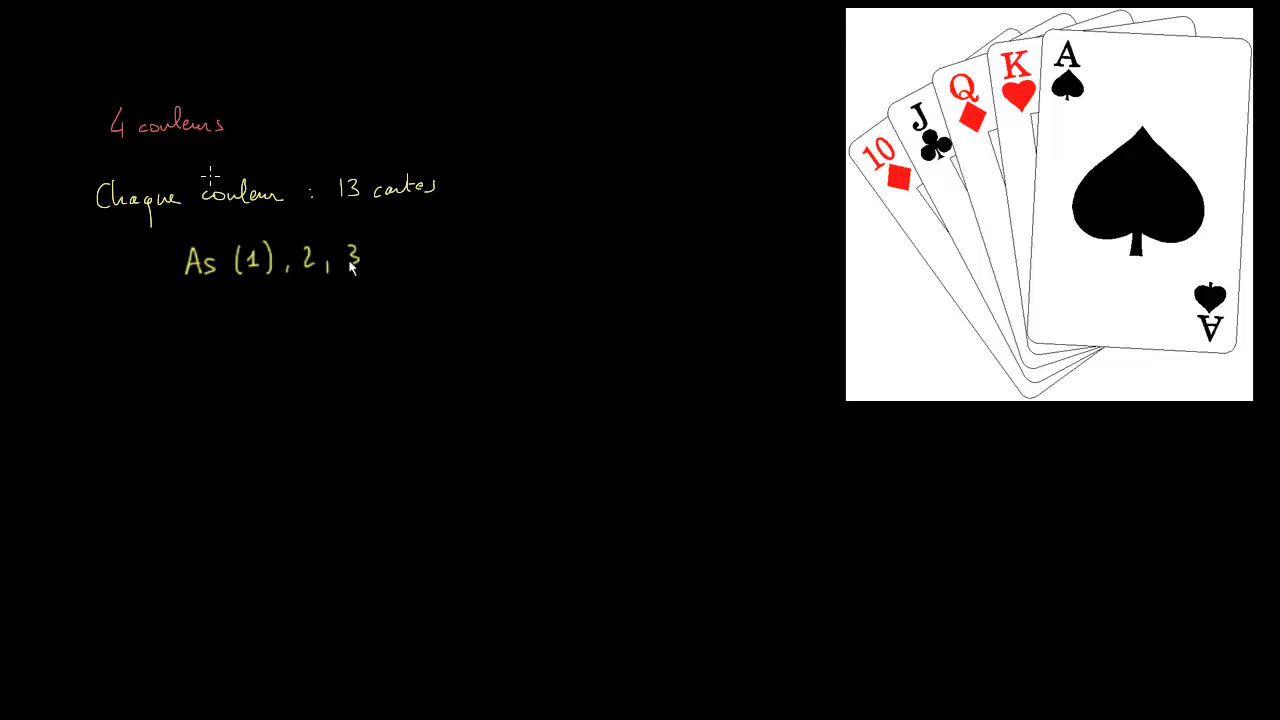 4 couleurs
Chaque couleur : 13 cartes
As (1), 2, 3
10
J
Q
K
A
A